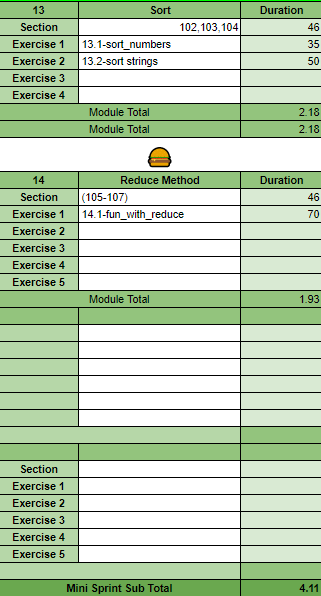 13 Sort Duration
Section 102,103,104 46
Exercise 1 13.1-sort_numbers 35
Exercise 2 13.2-sort strings 50
Exercise 3
Exercise 4
Module Total 2.18
Module Total 2.18
14 Reduce Method Duration
Section (105-107) 46
Exercise 1 14.1-fun_with_reduce 70
Exercise 2
Exercise 3
Exercise 4
Exercise 5
Module Total 1.93
Section
Exercise 1
Exercise 2
Exercise 3
Exercise 4
Exercise 5
Mini Sprint Sub Total 4.11